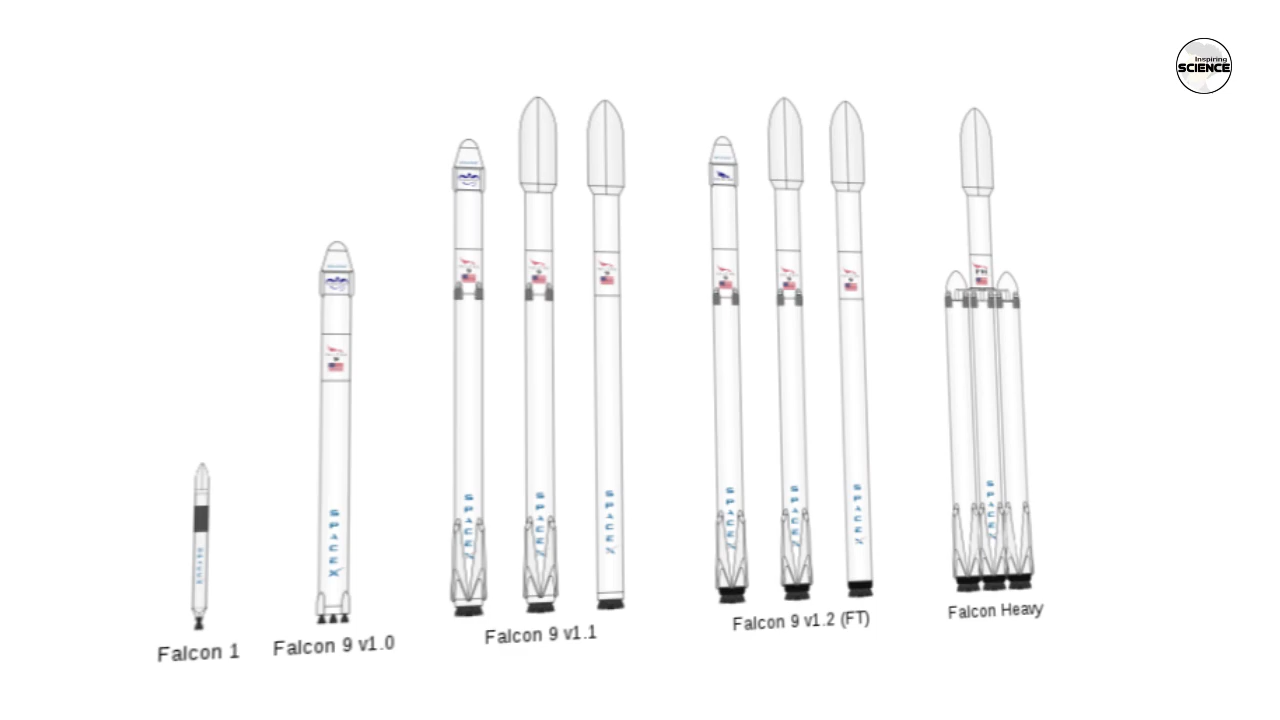 Inspiring
SCIENCE
SPACEX
SPACEX
SPACEX
SPACEX
SPACEX
SPACEX
SPACEX
SPACEX
Falcon 1
Falcon 9 v1.0
Falcon 9 v1.1
Falcon 9 v1.2 (FT)
Falcon Heavy